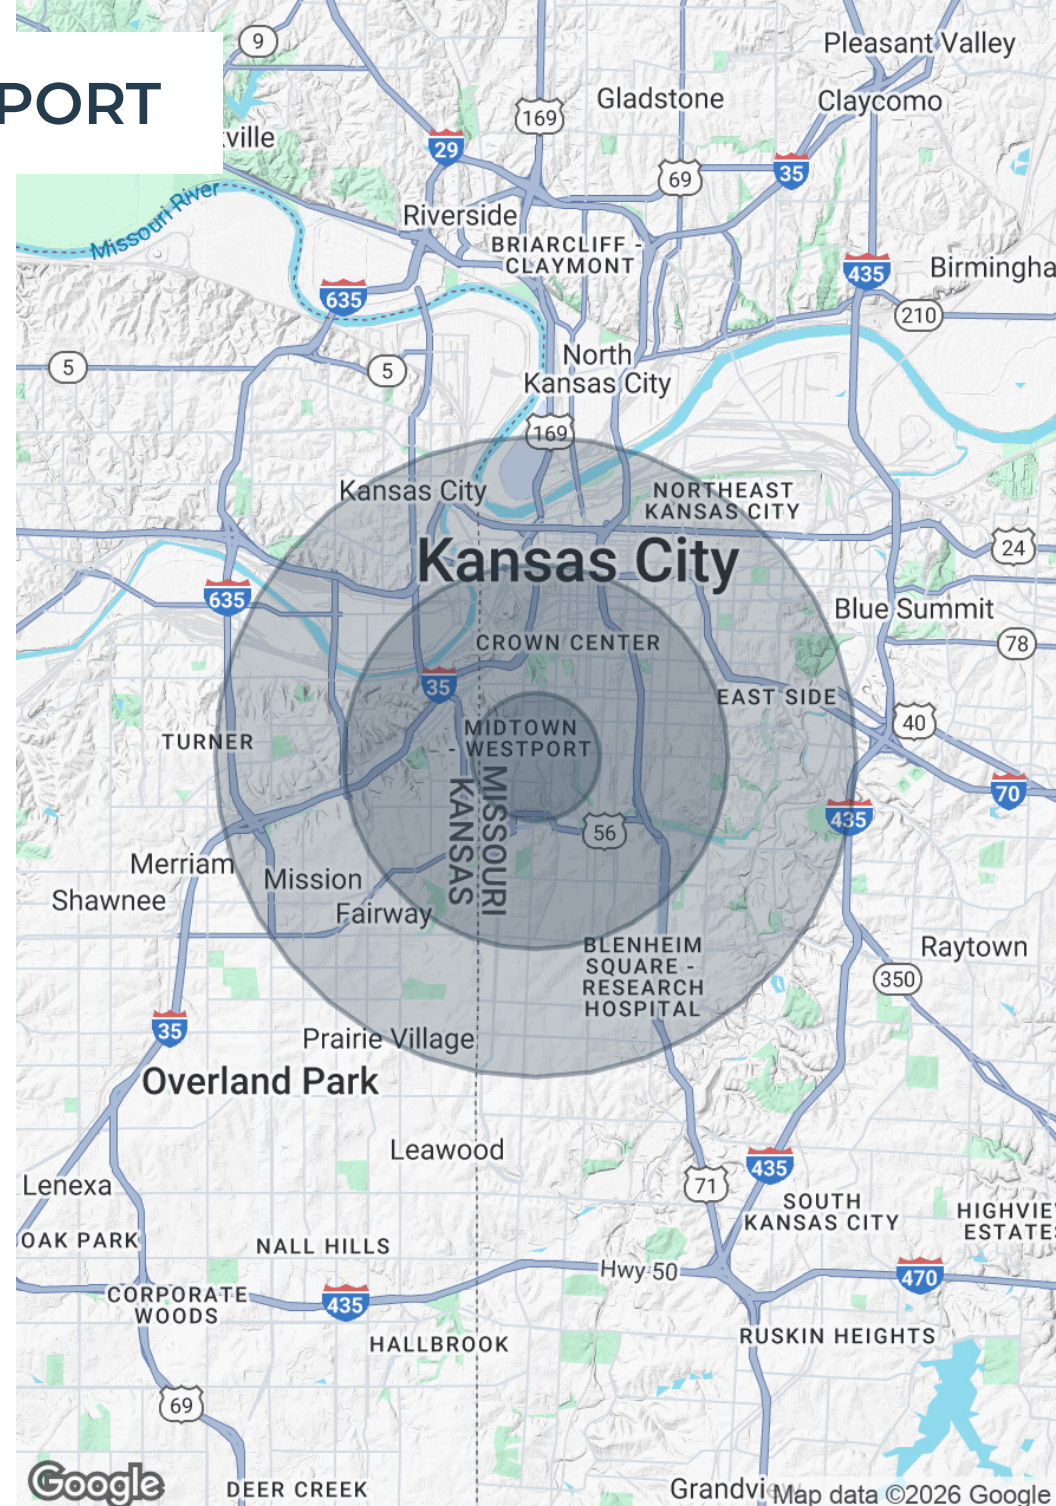 PORT
9
Pleasant Valley
Gladstone
Claycomo
169
ville
29
69
35
Missouri River
Riverside
BRIARCLIFF -
CLAYMONT
435
Birmingha
635
210
5
5
North
Kansas City
169
Kansas City
NORTHEAST
KANSAS CITY
Kansas City
24
635
Blue Summit
CROWN CENTER
78
35
EAST SIDE
40
TURNER
MIDTOWN
- WESTPORT
MISSOURI
KANSAS
70
435
56
Merriam
Mission
Shawnee
Fairway
BLENHEIM
SQUARE -
RESEARCH
HOSPITAL
Raytown
350
35
Prairie Village
Overland Park
Leawood
435
71
Lenexa
SOUTH
KANSAS CITY
HIGHVIE
ESTATE
OAK PARK
NALL HILLS
Hwy 50
470
CORPORATE
WOODS
435
HALLBROOK
RUSKIN HEIGHTS
69
Google
DEER CREEK
Grandvi
Map data ©2026 Google